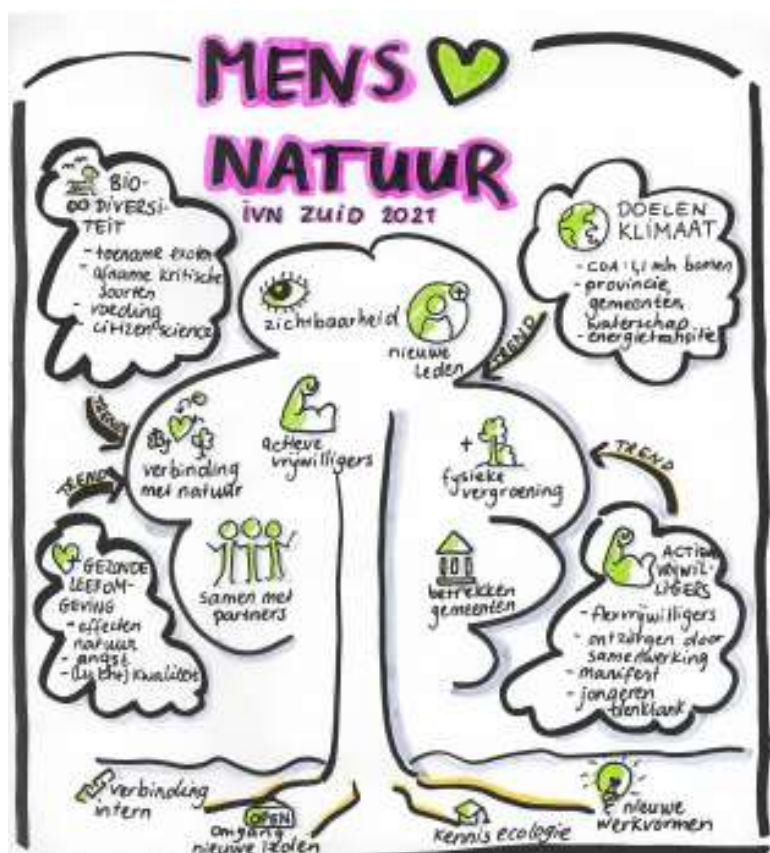 MENS
NATUUR
IVN ZUID 2021
BIO-
DIVERSI-
TEIT
- toename exoten
- afname kritische
soorten
- voeding
- citizen science
DOELEN
KLIMAAT
- CDA: 1,1 mln bomen
- provincie,
gemeenten,
waterschap
- energietransitie
zichtbaarheid
nieuwe
leden
TREND
TREND
TREND
TREND
verbinding
met natuur
actieve
vrijwilligers
+
fysieke
vergroening
GEZONDE
LEEFOM-
GEVING
- effecten
natuur
- angst
- (lucht) kwaliteit
samen met
partners
betrekken
gemeenten
VRIJWIL-
LIGERS
- flexvrijwilligers
- ontzorgen door
samenwerking
- manifest
- jongeren
denktank
verbinding
intern
OPEN
omgang
nieuwe
kennis ecologie
nieuwe
werkvormen